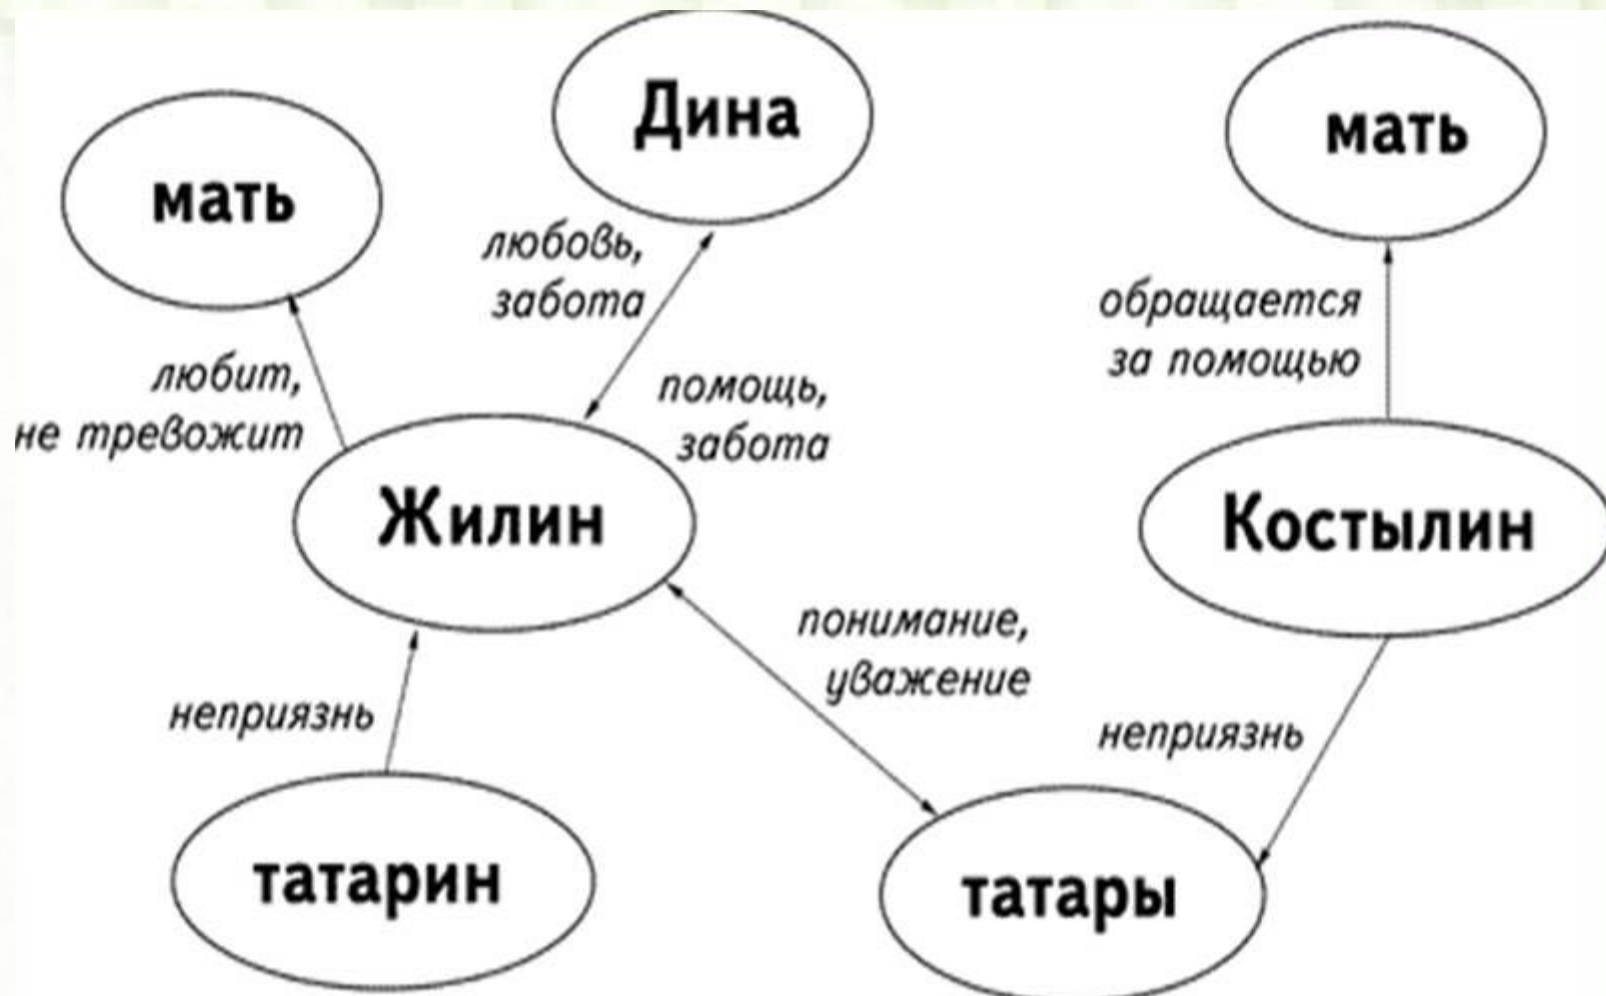 Дина
мать
мать
любовь,
забота
обращается
за помощью
любит,
не тревожит
помощь,
забота
Жилин
Костылин
понимание,
уважение
неприязнь
неприязнь
татарин
татары